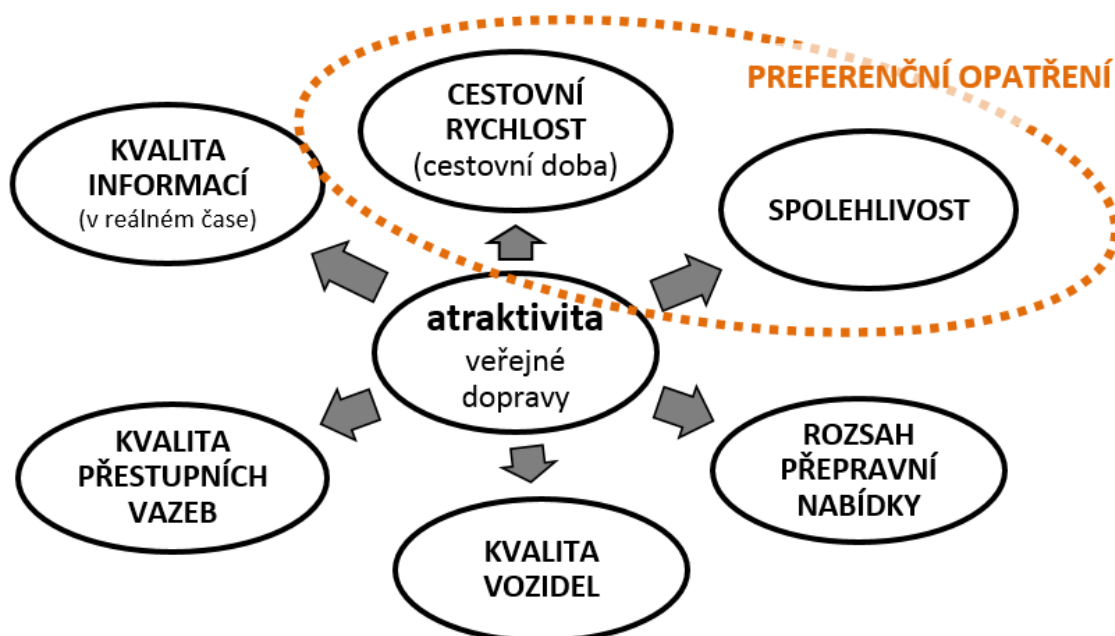 PREFERENČNÍ OPATŘENÍ
CESTOVNÍ
RYCHLOST
(cestovní doba)
KVALITA
INFORMACÍ
(v reálném čase)
SPOLEHLIVOST
atraktivita
veřejné
dopravy
KVALITA
PŘESTUPNÍCH
VAZEB
ROZSAH
PŘEPRAVNÍ
NABÍDKY
KVALITA
VOZIDEL